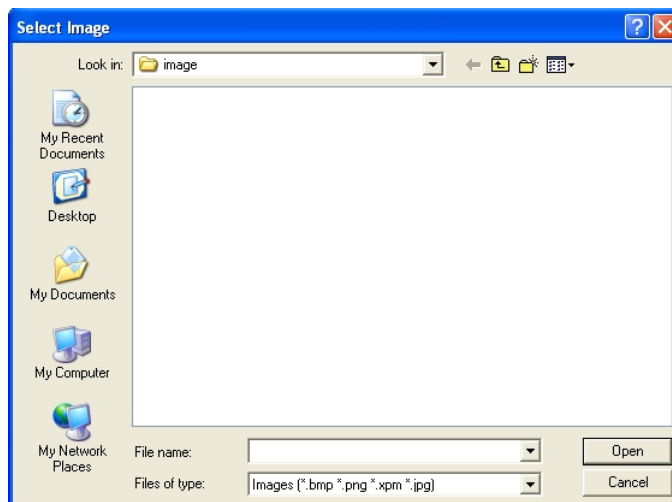 Select Image
Look in:
image
My Recent
Documents
Desktop
My Documents
My Computer
My Network
Places
File name:
Open
Files of type:
Images (*.bmp *.png *.xpm *.jpg)
Cancel